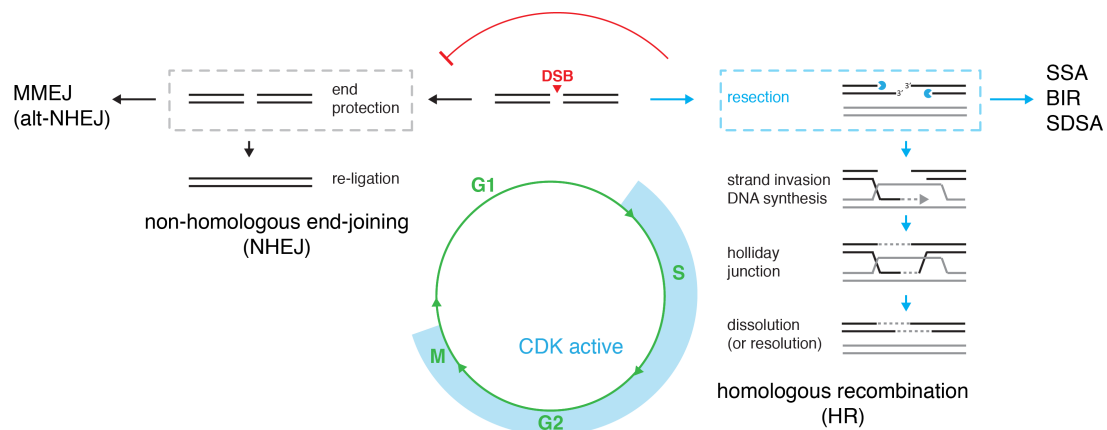 DSB
MMEJ
(alt-NHEJ)
end
protection
re-ligation
non-homologous end-joining
(NHEJ)
resection
3’
3’
SSA
BIR
SDSA
strand invasion
DNA synthesis
holliday
junction
dissolution
(or resolution)
homologous recombination
(HR)
G1
S
CDK active
M
G2